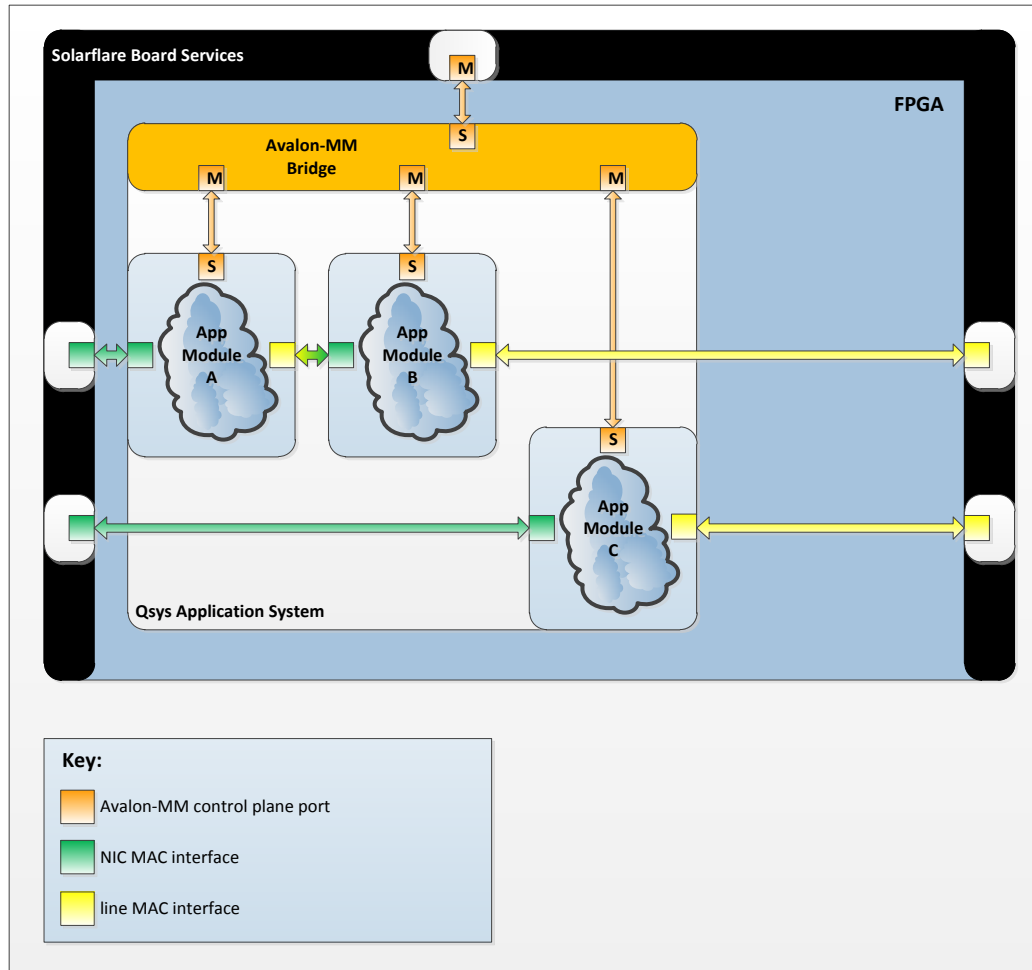 Solarflare Board Services
M
FPGA
S
Avalon-MM
Bridge
M
M
M
S
S
App
Module
A
App
Module
B
S
App
Module
C
Qsys Application System
Key:
Avalon-MM control plane port
NIC MAC interface
line MAC interface